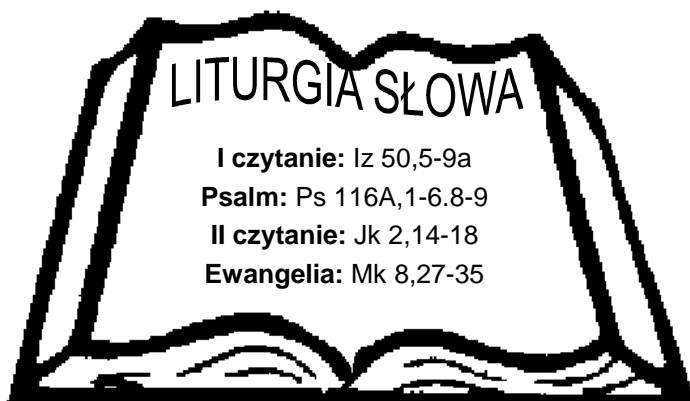 LITURGIA SŁOWA
I czytanie: Iz 50,5-9a
Psalm: Ps 116A,1-6.8-9
II czytanie: Jk 2,14-18
Ewangelia: Mk 8,27-35